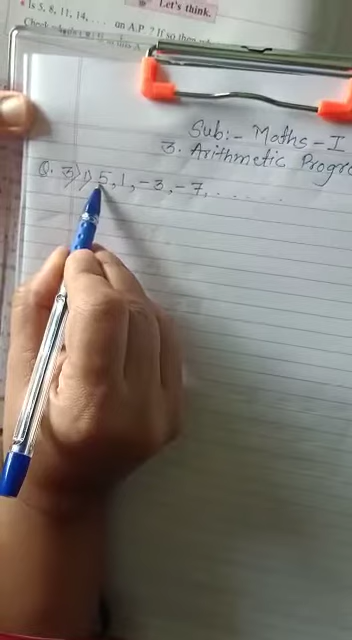 Let's think.
• Is 5, 8, 11, 14, .... an A.P. ? If so then
Sub:- Maths-I
3. Arithmetic Progre
Q. 3) 1) 5, 1, -3, -7, ......